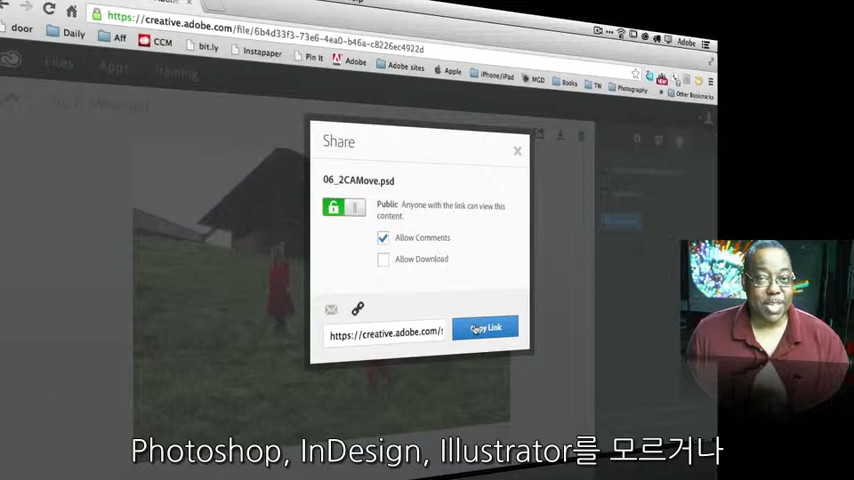 https://creative.adobe.com/file/6b4d33f3-73e6-4ea0-b46a-c8226ec4922d
Adobe
door Daily Aff CCM bit.ly Instapaper Pin It Adobe Adobe sites Apple iPhone/iPad MGD Books TW Photography » Other Bookmarks
Files Apps Training
Share
06_2CAMove.psd
Public Anyone with the link can view this
content.
Allow Comments
Allow Download
https://creative.adobe.com/s
Copy Link
Photoshop, InDesign, Illustrator를 모르거나